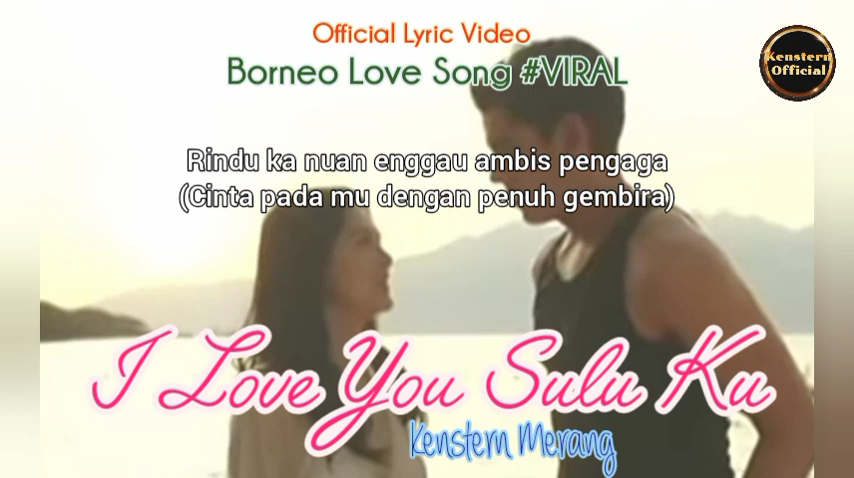 Official Lyric Video
Borneo Love Song #VIRAL
Kenstern
Official
Rindu ka nuan enggau ambis pengaga
(Cinta pada mu dengan penuh gembira)
I Love You Sulu Ku
Kenstern Merang